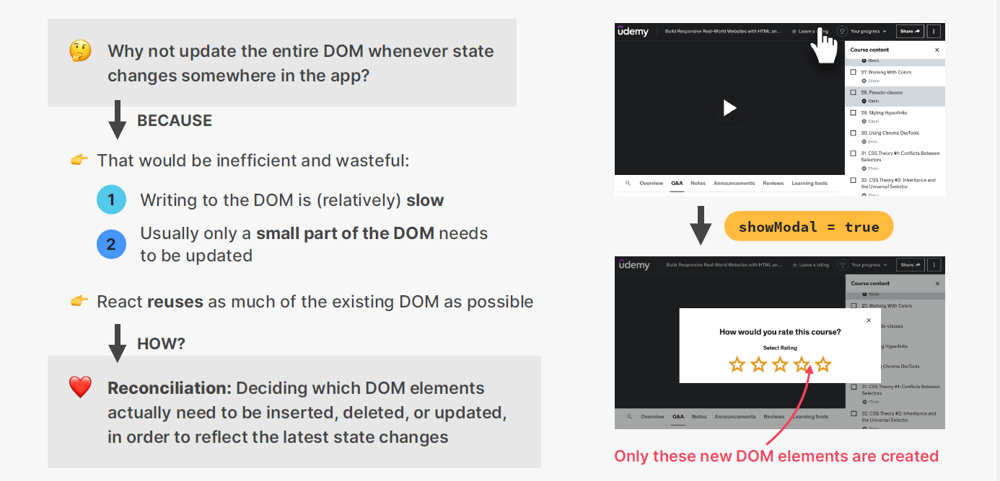 Why not update the entire DOM whenever state
changes somewhere in the app?
BECAUSE
That would be inefficient and wasteful:
1 Writing to the DOM is (relatively) slow
2 Usually only a small part of the DOM needs
to be updated
React reuses as much of the existing DOM as possible
HOW?
Reconciliation: Deciding which DOM elements
actually need to be inserted, deleted, or updated,
in order to reflect the latest state changes
ûdemy Build Responsive Real-World Websites with HTML an... Leave a ng Your progress Share
Course content
15min
27. Working With Colors
24min
28. Pseudo-classes
10min
29. Styling Hyperlinks
10min
30. Using Chrome DevTools
8min
31. CSS Theory #1: Conflicts Between
Selectors
17min
32. CSS Theory #2: Inheritance and
the Universal Selector
Overview Q&A Notes Announcements Reviews Learning tools
showModal = true
ûdemy Build Responsive Real-World Websites with HTML an... Leave a rating Your progress Share
Course content
15min
27. Working With Colors
do-classes
g Hyperlinks
Chrome DevTools
31. CSS Theory #1: Conflicts Between
Selectors
17min
32. CSS Theory #2: Inheritance and
the Universal Selector
How would you rate this course?
Select Rating
Overview Q&A Notes Announcements Reviews Learning tools
Only these new DOM elements are created